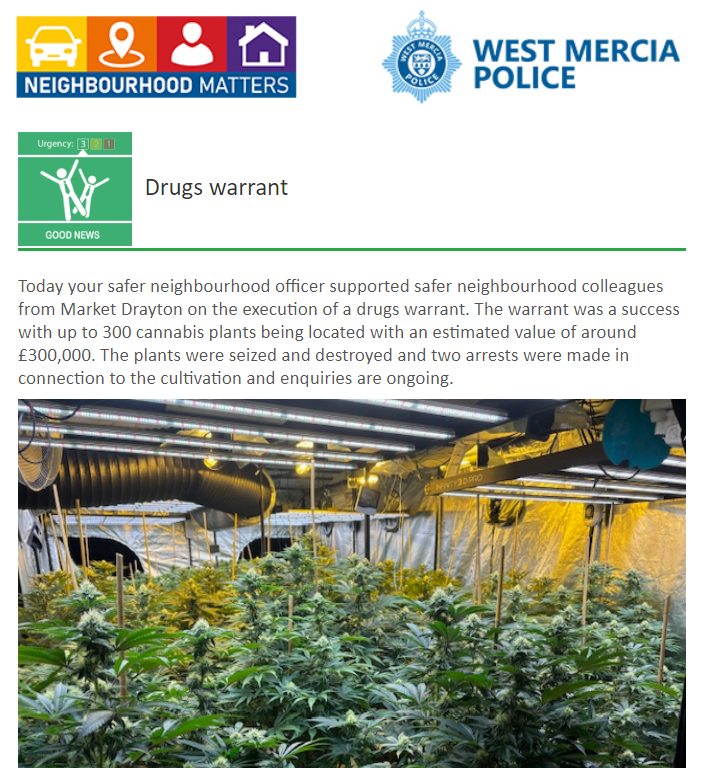 NEIGHBOURHOOD MATTERS
WEST MERCIA
POLICE
WEST MERCIA
POLICE
Urgency: 3 2 1
GOOD NEWS
Drugs warrant
Today your safer neighbourhood officer supported safer neighbourhood colleagues
from Market Drayton on the execution of a drugs warrant. The warrant was a success
with up to 300 cannabis plants being located with an estimated value of around
£300,000. The plants were seized and destroyed and two arrests were made in
connection to the cultivation and enquiries are ongoing.